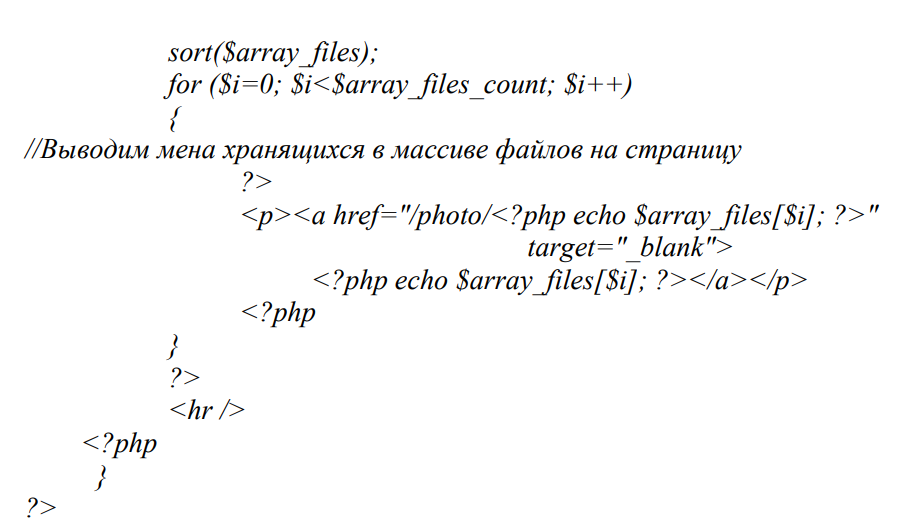 sort($array_files);
for ($i=0; $i<$array_files_count; $i++)
{
//Выводим мена хранящихся в массиве файлов на страницу
?>
<p><a href="/photo/<?php echo $array_files[$i]; ?>"
target="_blank">
<?php echo $array_files[$i]; ?></a></p>
<?php
}
?>
<hr />
<?php
}
?>